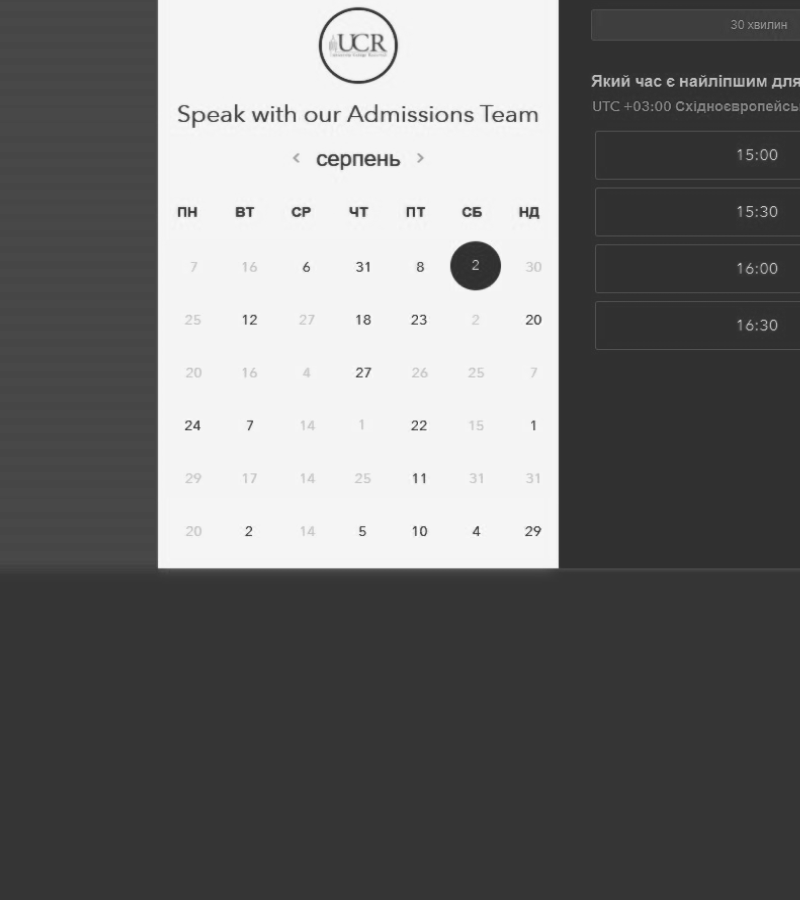 UCR
Speak with our Admissions Team
< серпень >
ПН ВТ СР ЧТ ПТ СБ НД
7 16 6 31 8 2 30
25 12 27 18 23 2 20
20 16 4 27 26 25 7
24 7 14 1 22 15 1
29 17 14 25 11 31 31
20 2 14 5 10 4 29
30 хвилин
Який час є найліпшим для
UTC +03:00 Східноєвропейсь
15:00
15:30
16:00
16:30